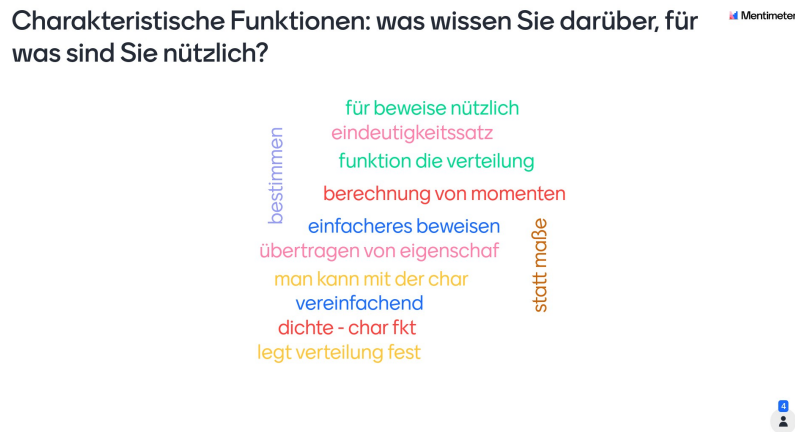 Charakteristische Funktionen: was wissen Sie darüber, für
was sind Sie nützlich?
Mentimeter
für beweise nützlich
eindeutigkeitssatz
funktion die verteilung
bestimmen
berechnung von momenten
einfacheres beweisen
übertragen von eigenschaf
statt maße
man kann mit der char
vereinfachend
dichte - char fkt
legt verteilung fest
4